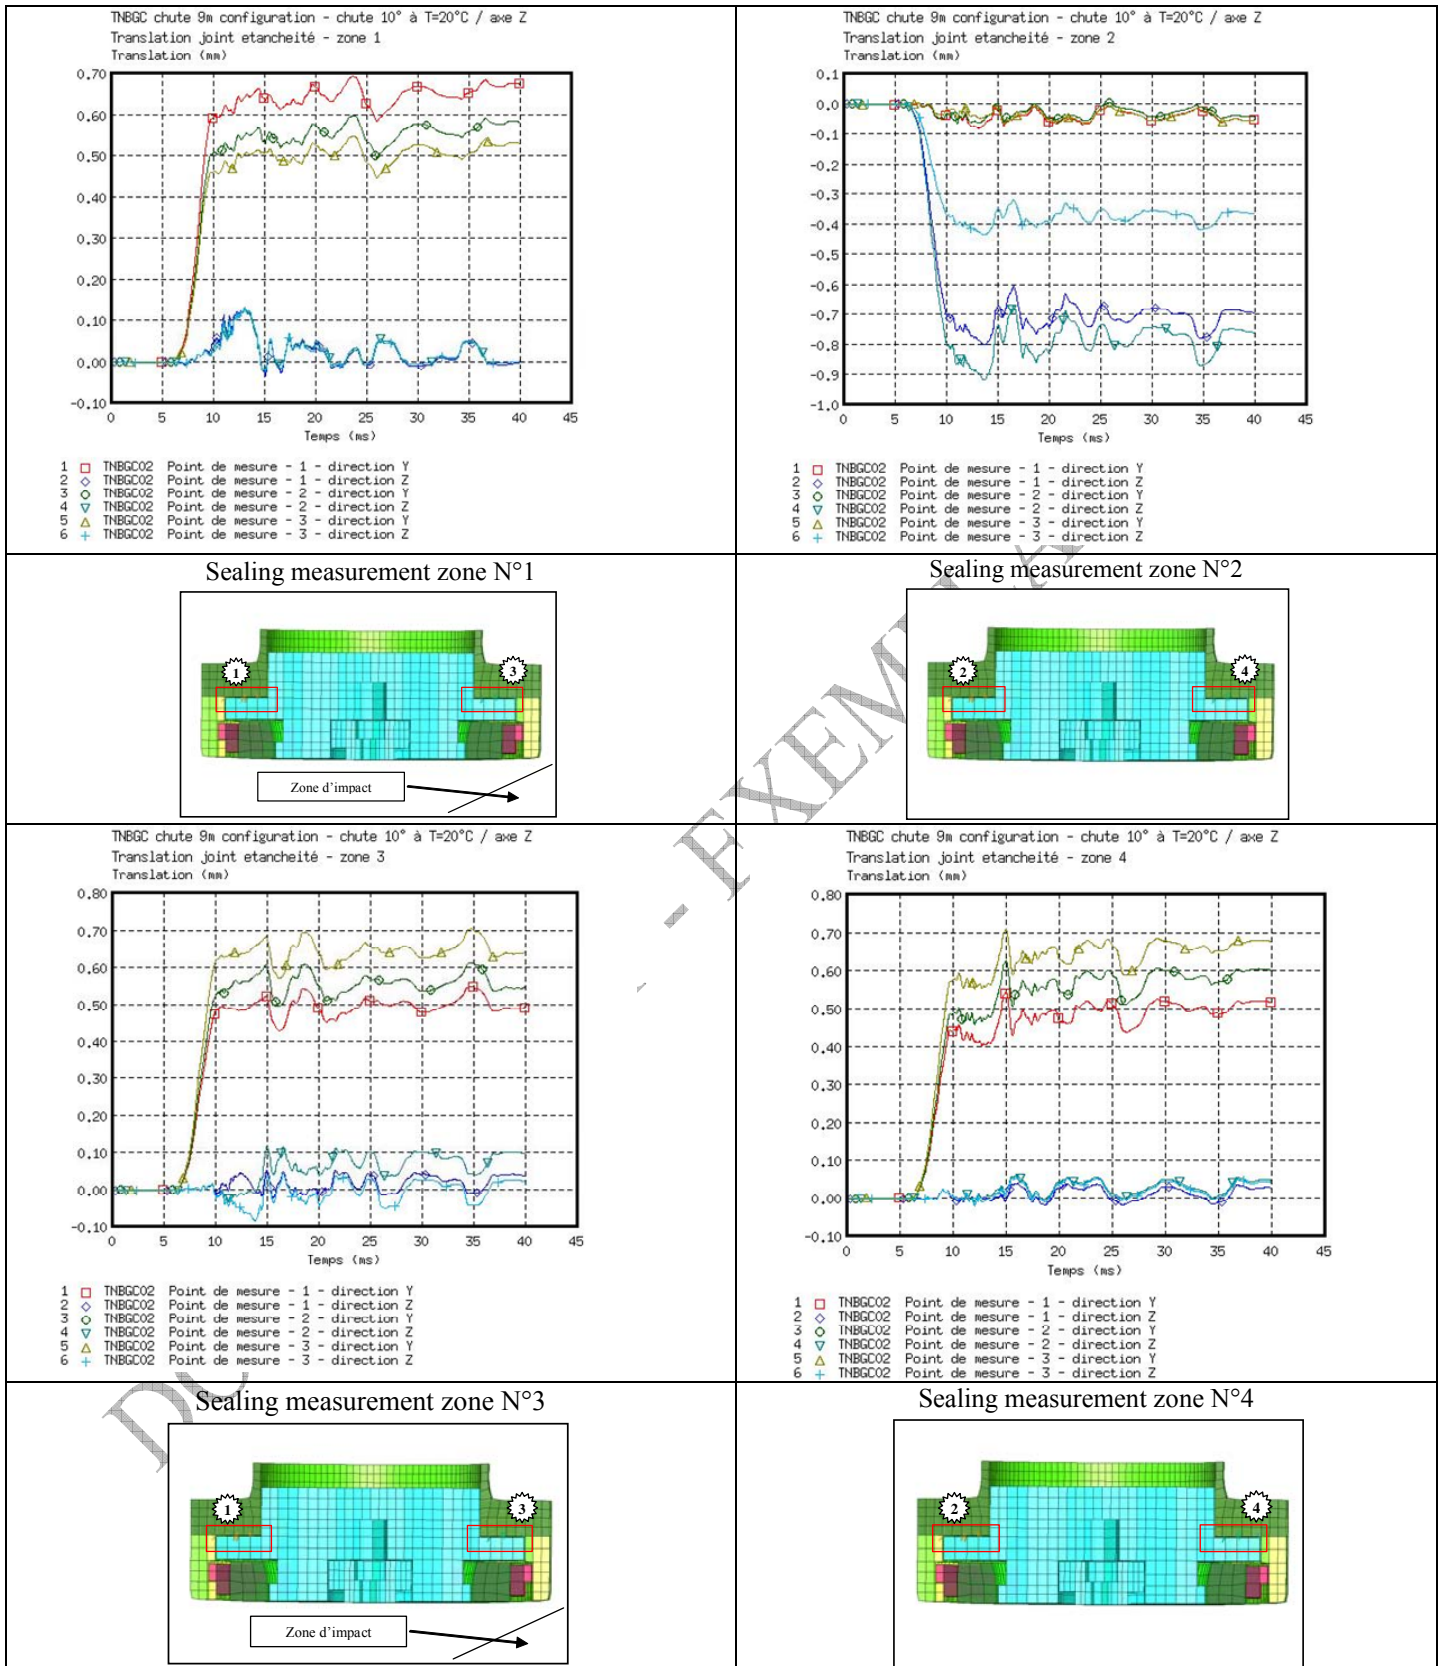 TNBGC chute 9m configuration - chute 10° à T=20°C / axe Z
Translation joint etancheité - zone 1
Translation (mm)
0.70
0.60
0.50
0.40
0.30
0.20
0.10
0.00
-0.10
0 5 10 15 20 25 30 35 40 45
Temps (ms)
1 TNBGC02 Point de mesure - 1 - direction Y
2 TNBGC02 Point de mesure - 1 - direction Z
3 TNBGC02 Point de mesure - 2 - direction Y
4 TNBGC02 Point de mesure - 2 - direction Z
5 TNBGC02 Point de mesure - 3 - direction Y
6 TNBGC02 Point de mesure - 3 - direction Z
TNBGC chute 9m configuration - chute 10° à T=20°C / axe Z
Translation joint etancheité - zone 2
Translation (mm)
0.1
0.0
-0.1
-0.2
-0.3
-0.4
-0.5
-0.6
-0.7
-0.8
-0.9
-1.0
0 5 10 15 20 25 30 35 40 45
Temps (ms)
1 TNBGC02 Point de mesure - 1 - direction Y
2 TNBGC02 Point de mesure - 1 - direction Z
3 TNBGC02 Point de mesure - 2 - direction Y
4 TNBGC02 Point de mesure - 2 - direction Z
5 TNBGC02 Point de mesure - 3 - direction Y
6 TNBGC02 Point de mesure - 3 - direction Z
Sealing measurement zone N°1
1
3
Zone d'impact
Sealing measurement zone N°2
2
4
TNBGC chute 9m configuration - chute 10° à T=20°C / axe Z
Translation joint etancheité - zone 3
Translation (mm)
0.80
0.70
0.60
0.50
0.40
0.30
0.20
0.10
0.00
-0.10
0 5 10 15 20 25 30 35 40 45
Temps (ms)
1 TNBGC02 Point de mesure - 1 - direction Y
2 TNBGC02 Point de mesure - 1 - direction Z
3 TNBGC02 Point de mesure - 2 - direction Y
4 TNBGC02 Point de mesure - 2 - direction Z
5 TNBGC02 Point de mesure - 3 - direction Y
6 TNBGC02 Point de mesure - 3 - direction Z
TNBGC chute 9m configuration - chute 10° à T=20°C / axe Z
Translation joint etancheité - zone 4
Translation (mm)
0.80
0.70
0.60
0.50
0.40
0.30
0.20
0.10
0.00
-0.10
0 5 10 15 20 25 30 35 40 45
Temps (ms)
1 TNBGC02 Point de mesure - 1 - direction Y
2 TNBGC02 Point de mesure - 1 - direction Z
3 TNBGC02 Point de mesure - 2 - direction Y
4 TNBGC02 Point de mesure - 2 - direction Z
5 TNBGC02 Point de mesure - 3 - direction Y
6 TNBGC02 Point de mesure - 3 - direction Z
Sealing measurement zone N°3
1
3
Zone d'impact
Sealing measurement zone N°4
2
4